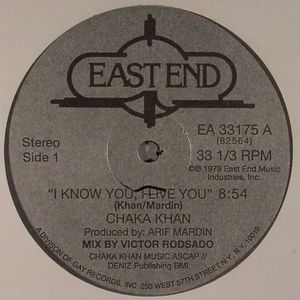 EAST END
EA 33175 A
(82564)
33 1/3 RPM
℗©1979 East End Music
Industries, Inc.
Stereo
Side 1
"I KNOW YOU, I LIVE YOU" 8:54
(Khan/Mardin)
CHAKA KHAN
Produced by: ARIF MARDIN
MIX BY VICTOR RODSADO
CHAKA KHAN MUSIC ASCAP //
DENIZ Publishing BMI
A DIVISION OF GAY RECORDS, INC, 250 WEST 57TH STREET N.Y., N.Y. 10019